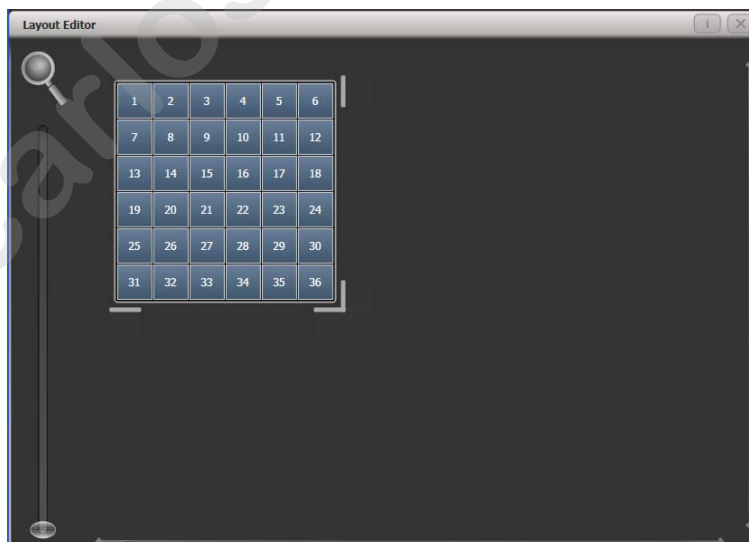 Layout Editor
i
1 2 3 4 5 6
7 8 9 10 11 12
13 14 15 16 17 18
19 20 21 22 23 24
25 26 27 28 29 30
31 32 33 34 35 36
carlos